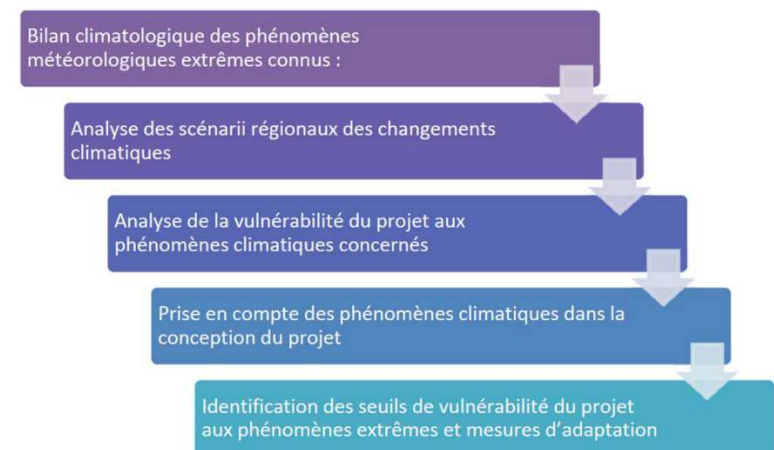 Bilan climatologique des phénomènes
météorologiques extrêmes connus :
Analyse des scénarii régionaux des changements
climatiques
Analyse de la vulnérabilité du projet aux
phénomènes climatiques concernés
Prise en compte des phénomènes climatiques dans la
conception du projet
Identification des seuils de vulnérabilité du projet
aux phénomènes extrêmes et mesures d’adaptation